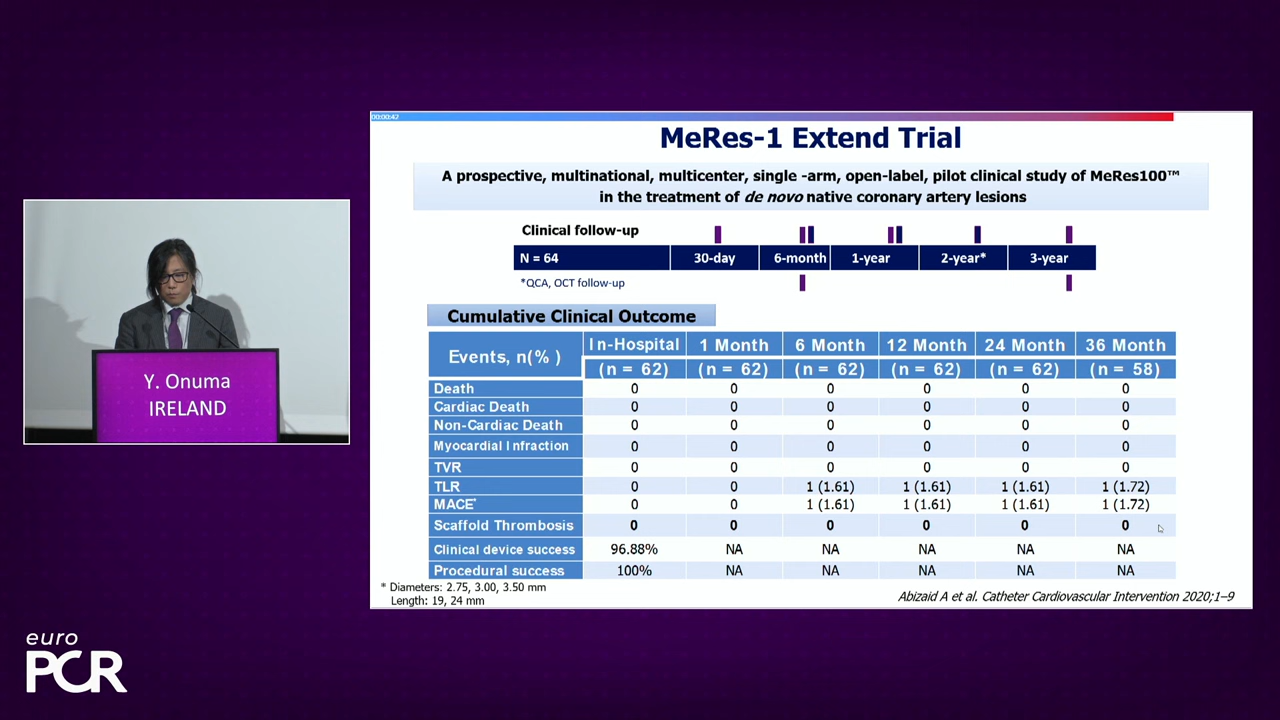 00:00:47
MeRes-1 Extend Trial
A prospective, multinational, multicenter, single -arm, open-label, pilot clinical study of MeRes100™
in the treatment of de novo native coronary artery lesions
Clinical follow-up
N = 64 30-day 6-month 1-year 2-year* 3-year
*QCA, OCT follow-up
Cumulative Clinical Outcome
Events, n(% ) In-Hospital 1 Month 6 Month 12 Month 24 Month 36 Month
(n = 62) (n = 62) (n = 62) (n = 62) (n = 62) (n = 58)
Death 0 0 0 0 0 0
Cardiac Death 0 0 0 0 0 0
Non-Cardiac Death 0 0 0 0 0 0
Myocardial Infraction 0 0 0 0 0 0
TVR 0 0 0 0 0 0
TLR 0 0 1 (1.61) 1 (1.61) 1 (1.61) 1 (1.72)
MACE* 0 0 1 (1.61) 1 (1.61) 1 (1.61) 1 (1.72)
Scaffold Thrombosis 0 0 0 0 0 0
Clinical device success 96.88% NA NA NA NA NA
Procedural success 100% NA NA NA NA NA
* Diameters: 2.75, 3.00, 3.50 mm
Length: 19, 24 mm
Abizaid A et al. Catheter Cardiovascular Intervention 2020;1–9
Y. Onuma
IRELAND
euro
PCR